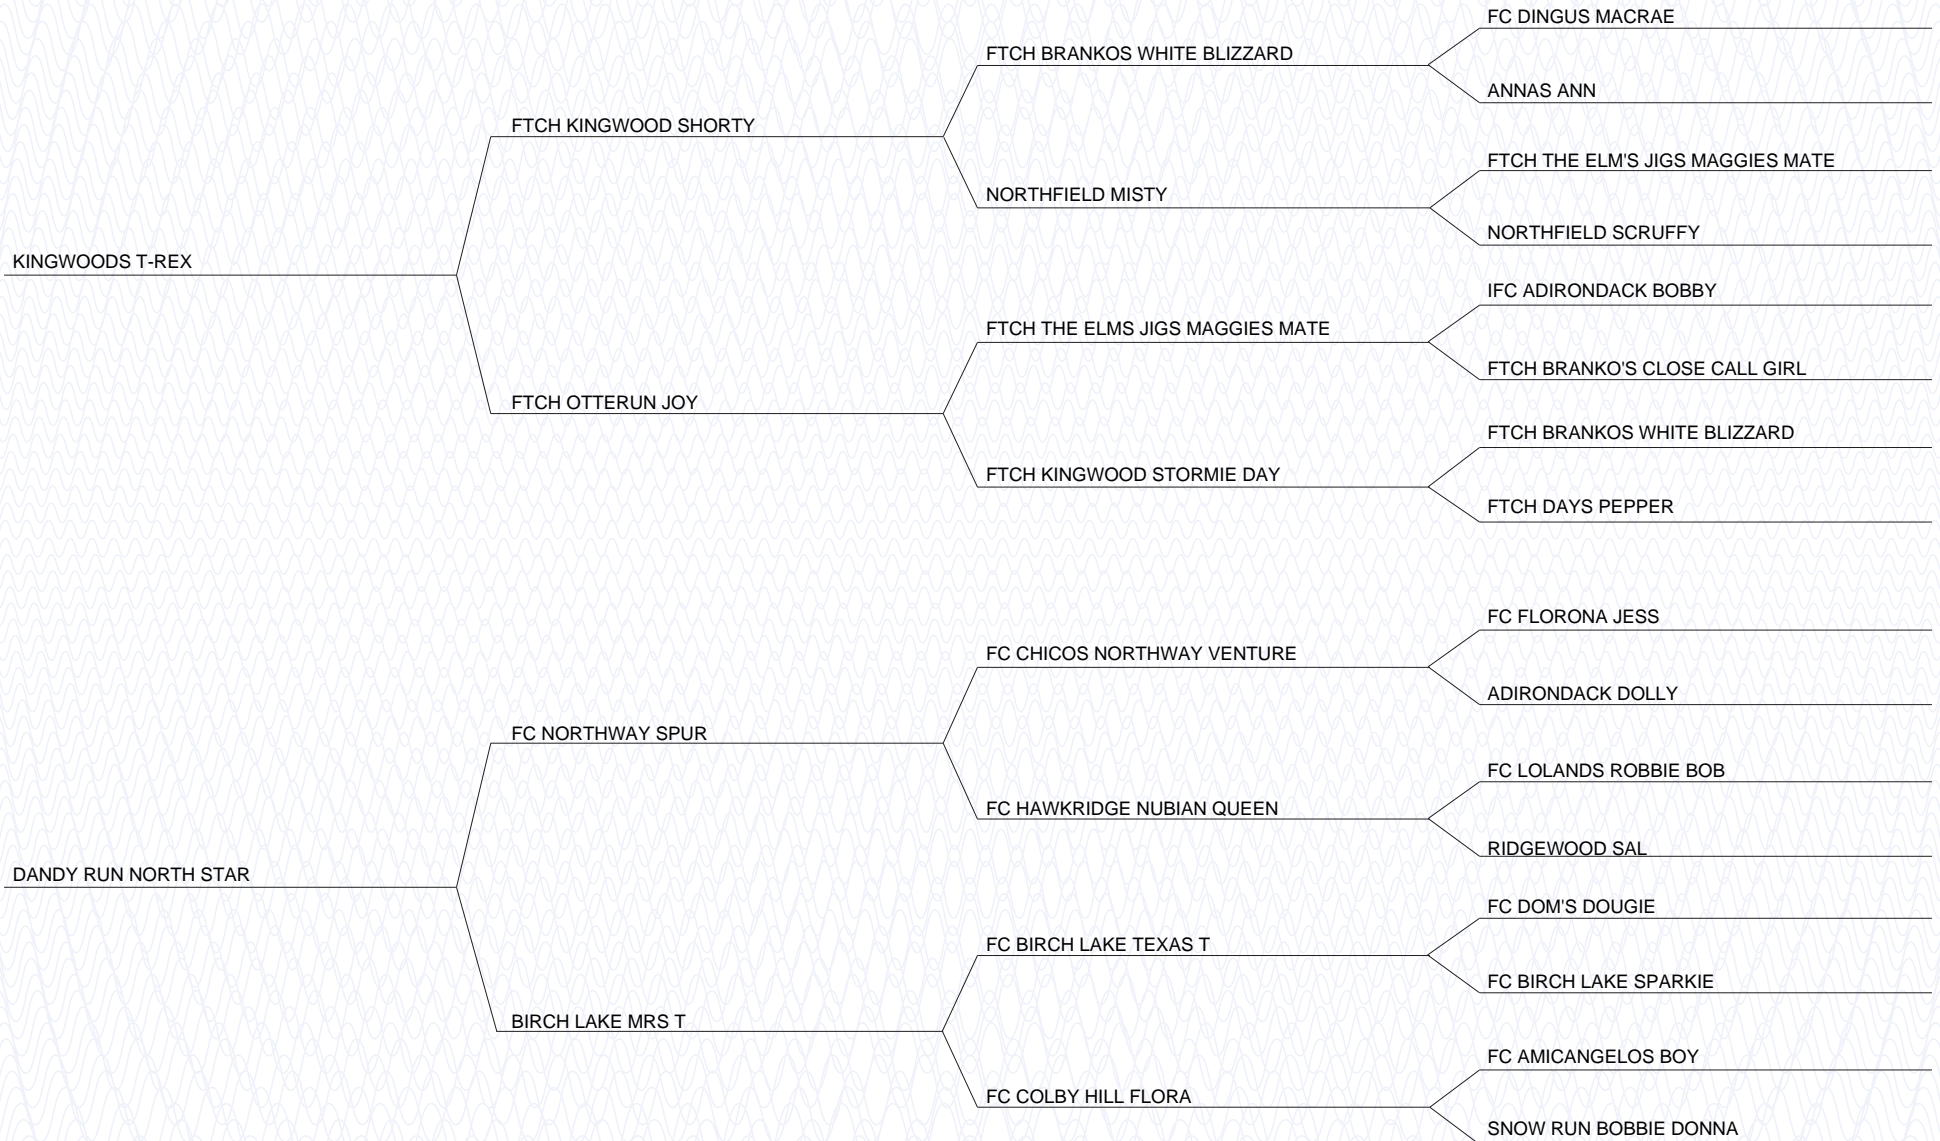 FC DINGUS MACRAE
FTCH BRANKOS WHITE BLIZZARD
ANNAS ANN
FTCH KINGWOOD SHORTY
FTCH THE ELM'S JIGS MAGGIES MATE
NORTHFIELD MISTY
NORTHFIELD SCRUFFY
KINGWOODS T-REX
IFC ADIRONDACK BOBBY
FTCH THE ELMS JIGS MAGGIES MATE
FTCH BRANKO'S CLOSE CALL GIRL
FTCH OTTERUN JOY
FTCH BRANKOS WHITE BLIZZARD
FTCH KINGWOOD STORMIE DAY
FTCH DAYS PEPPER
FC FLORONA JESS
FC CHICOS NORTHWAY VENTURE
ADIRONDACK DOLLY
FC NORTHWAY SPUR
FC LOLANDS ROBBIE BOB
FC HAWKRIDGE NUBIAN QUEEN
RIDGEWOOD SAL
DANDY RUN NORTH STAR
FC DOM'S DOUGIE
FC BIRCH LAKE TEXAS T
FC BIRCH LAKE SPARKIE
BIRCH LAKE MRS T
FC AMICANGELOS BOY
FC COLBY HILL FLORA
SNOW RUN BOBBIE DONNA